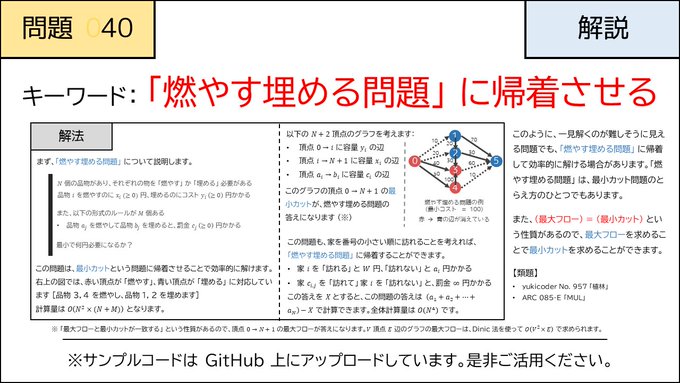 問題 040
解説
キーワード: 「燃やす埋める問題」 に帰着させる
解法
まず、「燃やす埋める問題」 について説明します。
N 個の品物があり、それぞれの物を 「燃やす」 か 「埋める」 必要がある
品物 i を燃やすのに xᵢ (≥ 0) 円、埋めるのにコスト yᵢ (≥ 0) 円かかる
また、以下の形式のルールが M 個ある
• 品物 aⱼ を燃やして品物 bⱼ を埋めると、罰金 cⱼ (≥ 0) 円かかる
最小で何円必要になるか?
この問題は、最小カットという問題に帰着させることで効率的に解けます。
右上の図では、赤い頂点が「燃やす」、青い頂点が「埋める」に対応してい
ます [品物 3, 4 を燃やし、品物 1, 2 を埋めます]
計算量は O(N² × (N + M)) となります。
以下の N + 2 頂点のグラフを考えます:
• 頂点 0 → i に容量 yᵢ の辺
• 頂点 i → N + 1 に容量 xᵢ の辺
• 頂点 aᵢ → bᵢ に容量 cᵢ の辺
このグラフの頂点 0 → N + 1 の最
小カットが、燃やす埋める問題の
答えになります (※)
0
1
2
3
4
5
燃やす埋める問題の例
(最小コスト = 100)
赤 → 青の辺が消えている
この問題も、家を番号の小さい順に訪れることを考えれば、
「燃やす埋める問題」 に帰着することができます。
• 家 i を 「訪れる」 と W 円、「訪れない」 と aᵢ 円かかる
• 家 cᵢ,ⱼ を 「訪れて」 家 i を 「訪れない」 と、罰金 ∞ 円かかる
この答えを X とすると、この問題の答えは (a₁ + a₂ + ⋯ +
a_N) − X で計算できます。全体計算量は O(N⁴) です。
このように、一見解くのが難しそうに見え
る問題でも、「燃やす埋める問題」 に帰着
して効率的に解ける場合があります。「燃
やす埋める問題」 は、最小カット問題のと
らえ方のひとつでもあります。
また、(最大フロー) = (最小カット) とい
う性質があるので、最大フローを求めるこ
とで最小カットを求めることができます。
【類題】
• yukicoder No. 957 「植林」
• ARC 085-E 「MUL」
※ 「最大フローと最小カットが一致する」 という性質があるので、頂点 0 → N + 1 の最大フローが答えになります。V 頂点 E 辺のグラフの最大フローは、Dinic 法を使って O(V² × E) で求められます。
※サンプルコードは GitHub 上にアップロードしています。是非ご活用ください。